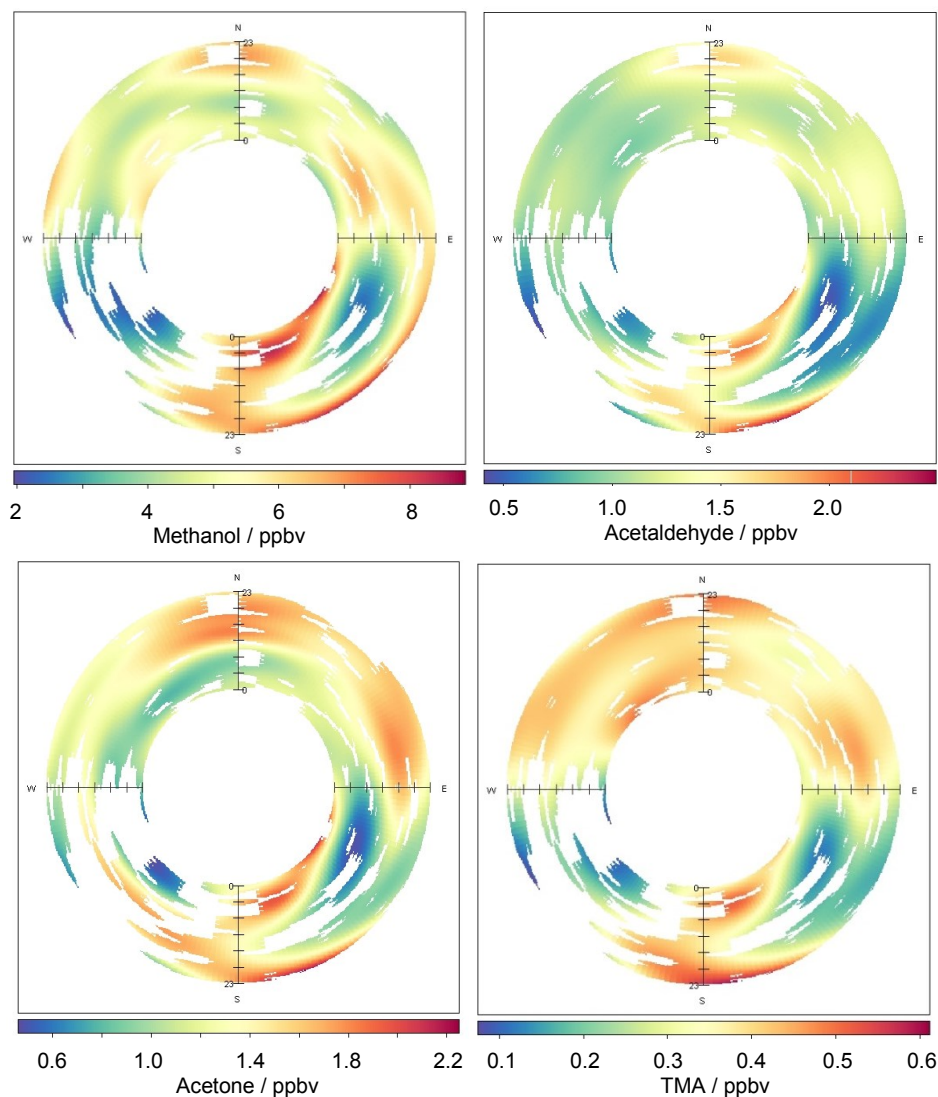 N
23
0
W
E
0
23
S
2 4 6 8
Methanol / ppbv
N
23
0
W
E
0
23
S
0.5 1.0 1.5 2.0
Acetaldehyde / ppbv
N
23
0
W
E
0
23
S
0.6 1.0 1.4 1.8 2.2
Acetone / ppbv
N
23
0
W
E
0
23
S
0.1 0.2 0.3 0.4 0.5 0.6
TMA / ppbv